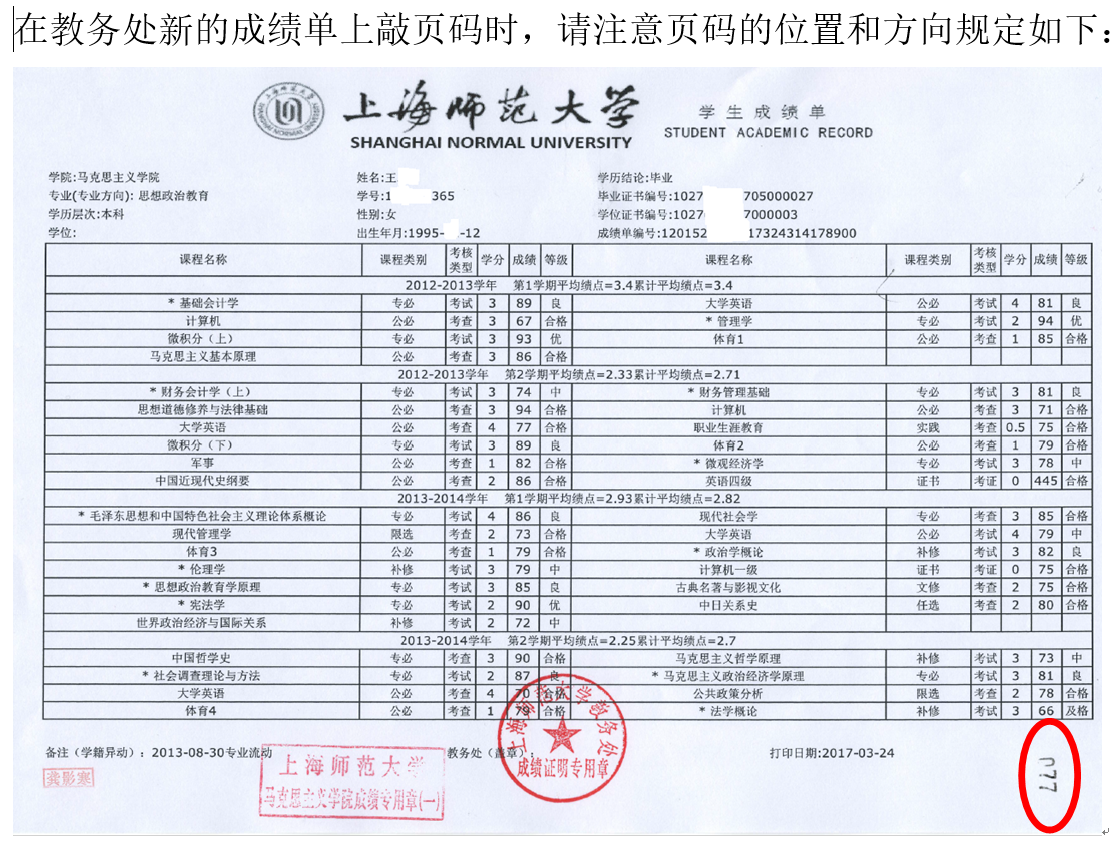 在教务处新的成绩单上敲页码时，请注意页码的位置和方向规定如下：
上海师范大学
SHANGHAI NORMAL UNIVERSITY
学生成绩单
STUDENT ACADEMIC RECORD
学院:马克思主义学院 姓名:王 学历结论:毕业
专业(专业方向): 思想政治教育 学号:1 365 毕业证书编号:1027 705000027
学历层次:本科 性别:女 学位证书编号:1027 7000003
学位: 出生年月:1995- -12 成绩单编号:120152 17324314178900
课程名称 课程类别 考核类型 学分 成绩 等级 课程名称 课程类别 考核类型 学分 成绩 等级
2012-2013学年 第1学期平均绩点=3.4累计平均绩点=3.4
* 基础会计学 专必 考试 3 89 良 大学英语 公必 考试 4 81 良
计算机 公必 考查 3 67 合格 * 管理学 专必 考试 2 94 优
微积分（上） 专必 考试 3 93 优 体育1 公必 考查 1 85 合格
马克思主义基本原理 公必 考查 3 86 合格
2012-2013学年 第2学期平均绩点=2.33累计平均绩点=2.71
* 财务会计学（上） 专必 考试 3 74 中 * 财务管理基础 专必 考试 3 81 良
思想道德修养与法律基础 公必 考查 3 94 合格 计算机 公必 考查 3 71 合格
大学英语 公必 考查 4 77 合格 职业生涯教育 实践 考查 0.5 75 合格
微积分（下） 专必 考试 3 89 良 体育2 公必 考查 1 79 合格
军事 公必 考查 1 82 合格 * 微观经济学 专必 考试 3 78 中
中国近现代史纲要 公必 考查 2 86 合格 英语四级 证书 考证 0 445 合格
2013-2014学年 第1学期平均绩点=2.93累计平均绩点=2.82
* 毛泽东思想和中国特色社会主义理论体系概论 专必 考试 4 86 良 现代社会学 专必 考查 3 85 合格
现代管理学 限选 考查 2 73 合格 大学英语 公必 考试 4 79 中
体育3 公必 考查 1 79 合格 * 政治学概论 补修 考试 3 82 良
* 伦理学 补修 考试 3 79 中 计算机一级 证书 考证 0 75 合格
* 思想政治教育学原理 专必 考试 3 85 良 古典名著与影视文化 文修 考查 2 75 合格
* 宪法学 专必 考试 2 90 优 中日关系史 任选 考查 2 80 合格
世界政治经济与国际关系 补修 考试 2 72 中
2013-2014学年 第2学期平均绩点=2.25累计平均绩点=2.7
中国哲学史 专必 考查 3 90 合格 马克思主义哲学原理 补修 考试 3 73 中
* 社会调查理论与方法 专必 考试 2 87 良 * 马克思主义政治经济学原理 专必 考试 3 81 良
大学英语 公必 考查 4 70 合格 公共政策分析 限选 考查 2 78 合格
体育4 公必 考查 1 79 合格 * 法学概论 补修 考试 3 66 及格
备注（学籍异动）: 2013-08-30专业流动 教务处（盖章）: 打印日期:2017-03-24
龚影寒
上海师范大学
马克思主义学院成绩专用章(一)
上海师范大学教务处
成绩证明专用章
077